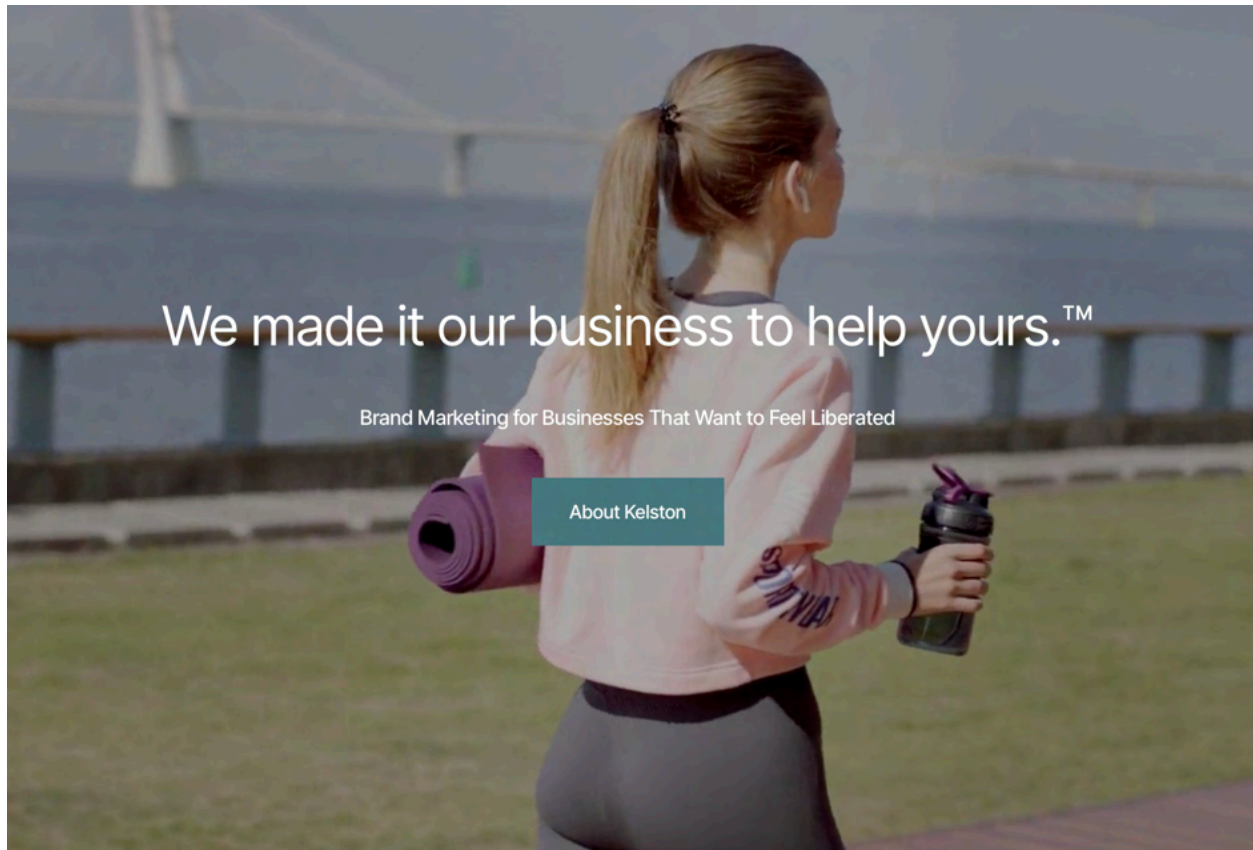 We made it our business to help yours.™
Brand Marketing for Businesses That Want to Feel Liberated
About Kelston